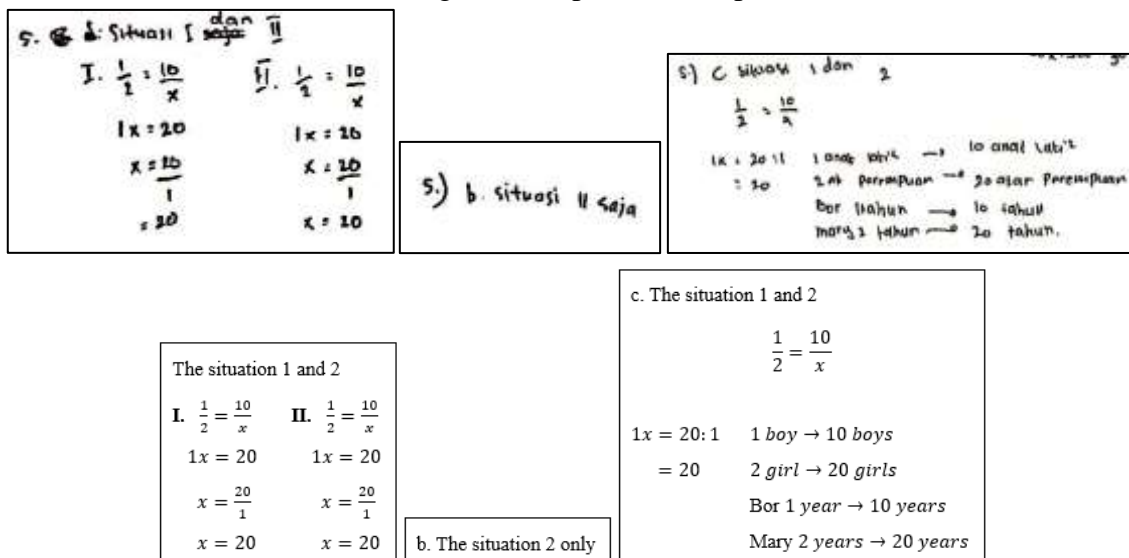 5. d. Situasi I dan II
I. 1/2 = 10/x
1x = 20
x = 20/1
= 20
II. 1/2 = 10/x
1x = 20
x = 20/1
x = 20
5.) b. situasi II saja
5.) C situasi 1 dan 2
1/2 = 10/x
1x = 20:1
= 20
1 anak laki² → 10 anak laki²
2 perempuan → 20 perempuan
Bor 1 tahun → 10 tahun
mary 2 tahun → 20 tahun.
The situation 1 and 2
I. 1/2 = 10/x
1x = 20
x = 20/1
x = 20
II. 1/2 = 10/x
1x = 20
x = 20/1
x = 20
b. The situation 2 only
c. The situation 1 and 2
1/2 = 10/x
1x = 20:1
= 20
1 boy → 10 boys
2 girl → 20 girls
Bor 1 year → 10 years
Mary 2 years → 20 years